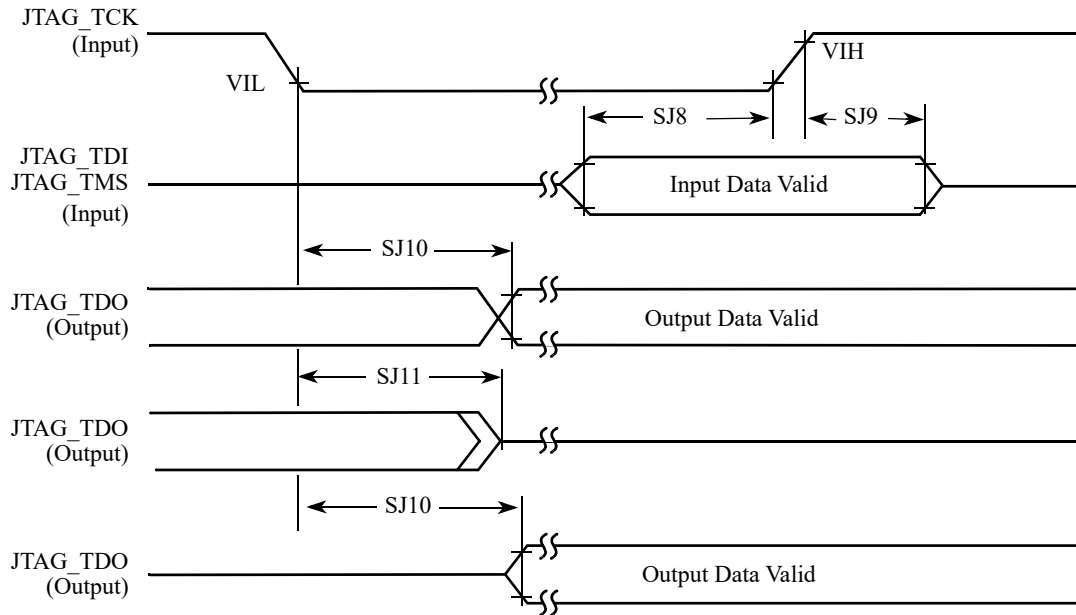 JTAG_TCK
(Input)
VIL
VIH
SJ8
SJ9
JTAG_TDI
JTAG_TMS
(Input)
Input Data Valid
SJ10
JTAG_TDO
(Output)
Output Data Valid
SJ11
JTAG_TDO
(Output)
SJ10
JTAG_TDO
(Output)
Output Data Valid